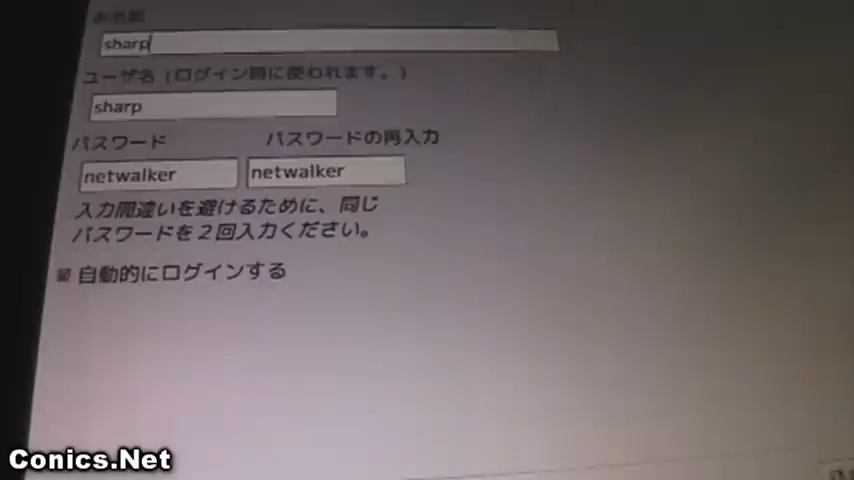 お名前
sharp
ユーザ名 (ログイン時に使われます。)
sharp
パスワード パスワードの再入力
netwalker netwalker
入力間違いを避けるために、同じ
パスワードを2回入力ください。
自動的にログインする
Conics.Net